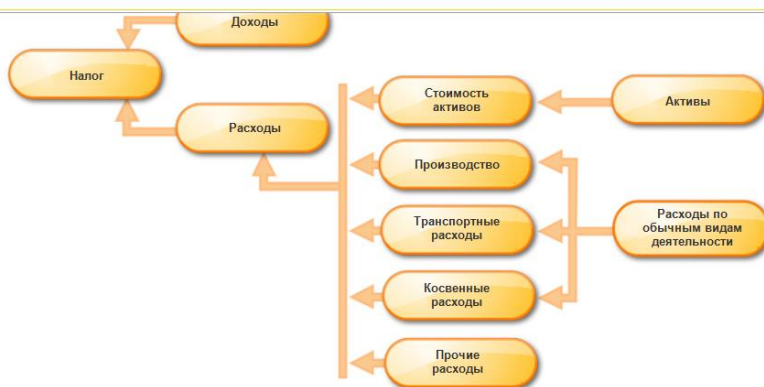 Доходы
Налог
Расходы
Стоимость
активов
Активы
Производство
Транспортные
расходы
Расходы по
обычным видам
деятельности
Косвенные
расходы
Прочие
расходы